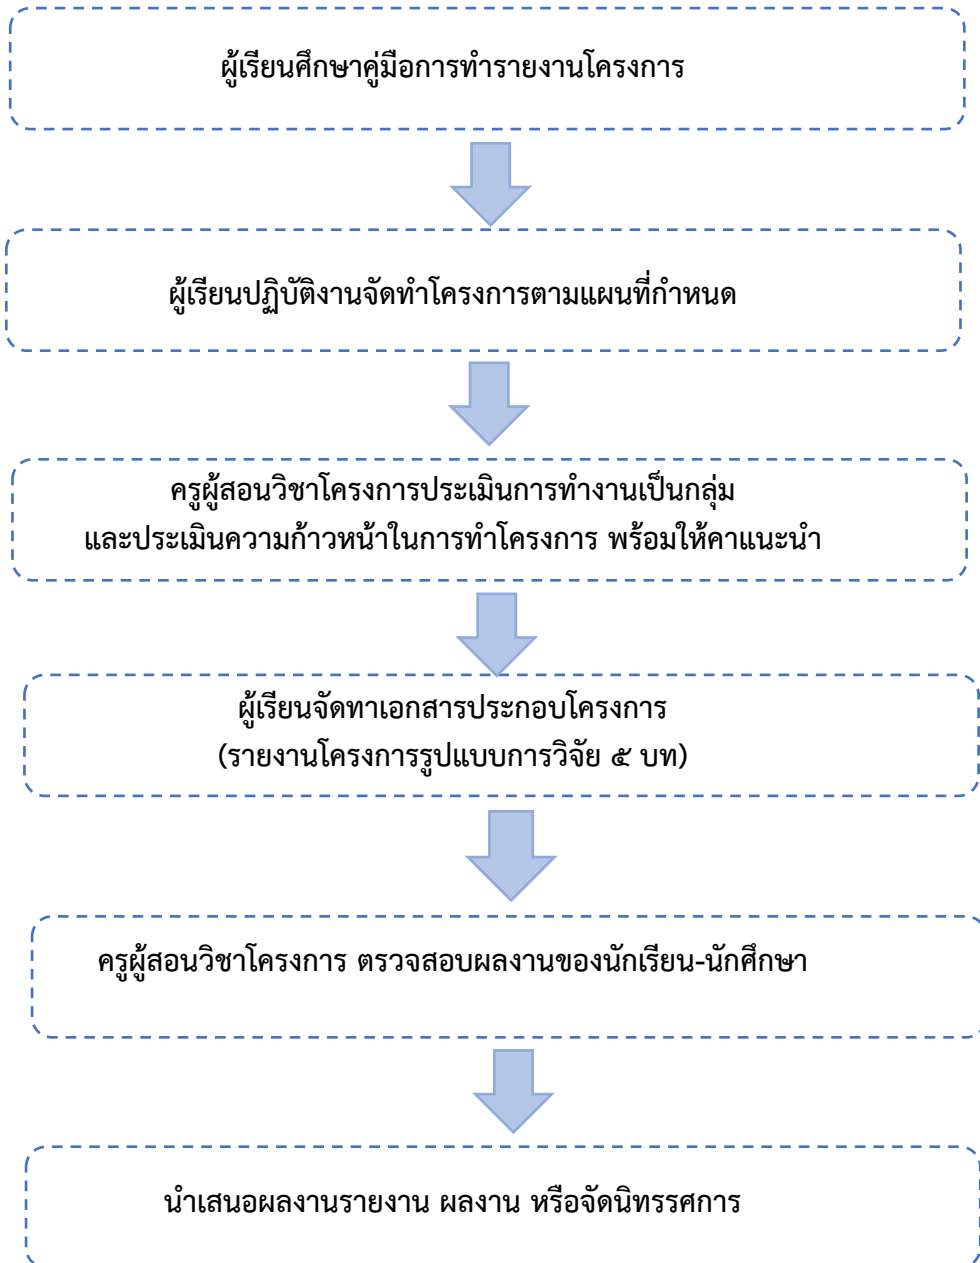 ผู้เรียนศึกษาคู่มือการทำรายงานโครงการ
ผู้เรียนปฏิบัติงานจัดทำโครงการตามแผนที่กำหนด
ครูผู้สอนวิชาโครงการประเมินการทำงานเป็นกลุ่ม
และประเมินความก้าวหน้าในการทำโครงการ พร้อมให้คาแนะนำ
ผู้เรียนจัดทาเอกสารประกอบโครงการ
(รายงานโครงการรูปแบบการวิจัย ๕ บท)
ครูผู้สอนวิชาโครงการ ตรวจสอบผลงานของนักเรียน-นักศึกษา
นำเสนอผลงานรายงาน ผลงาน หรือจัดนิทรรศการ